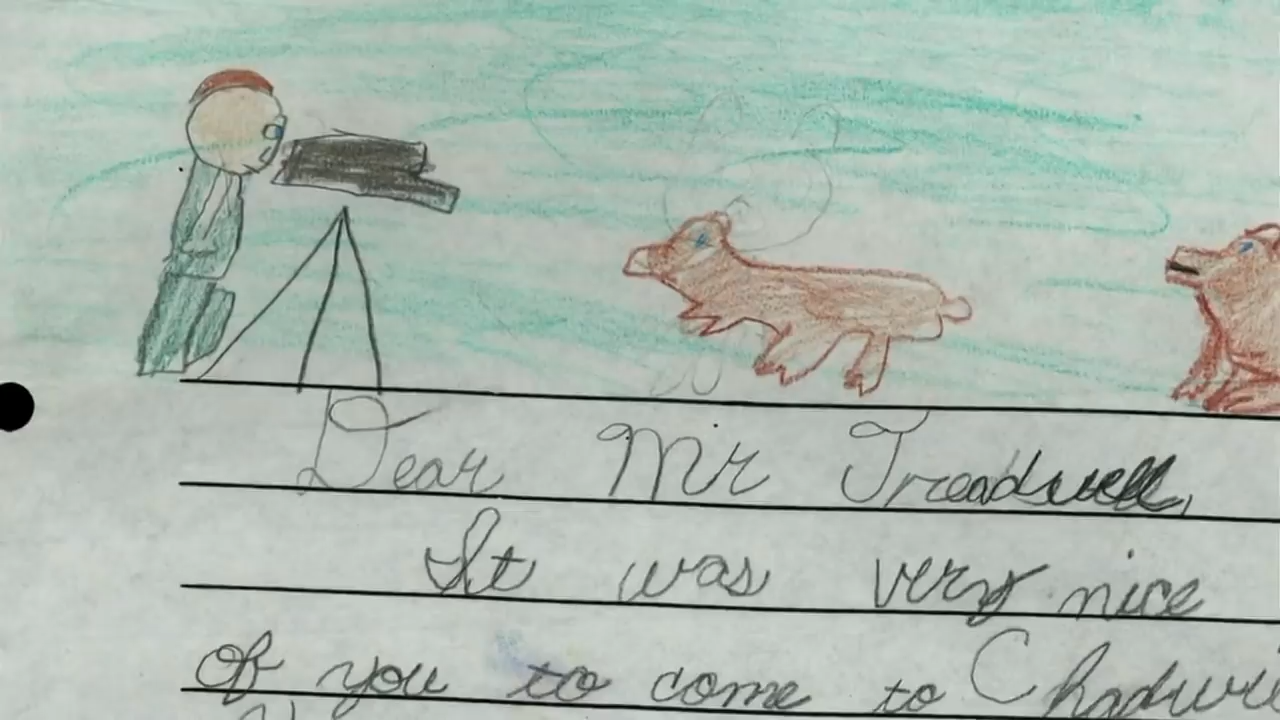 Dear Mr Treadwell,
It was very nice
of you to come to